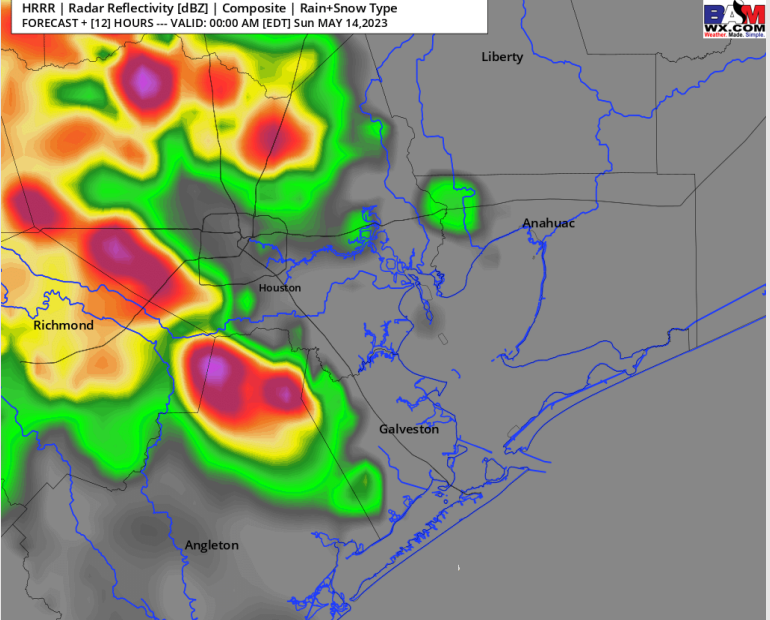 HRRR | Radar Reflectivity [dBZ] | Composite | Rain+Snow Type
FORECAST + [12] HOURS --- VALID: 00:00 AM [EDT] Sun MAY 14,2023
BAM
WX.COM
Weather. Made. Simple.
Liberty
Anahuac
Houston
Richmond
Galveston
Angleton